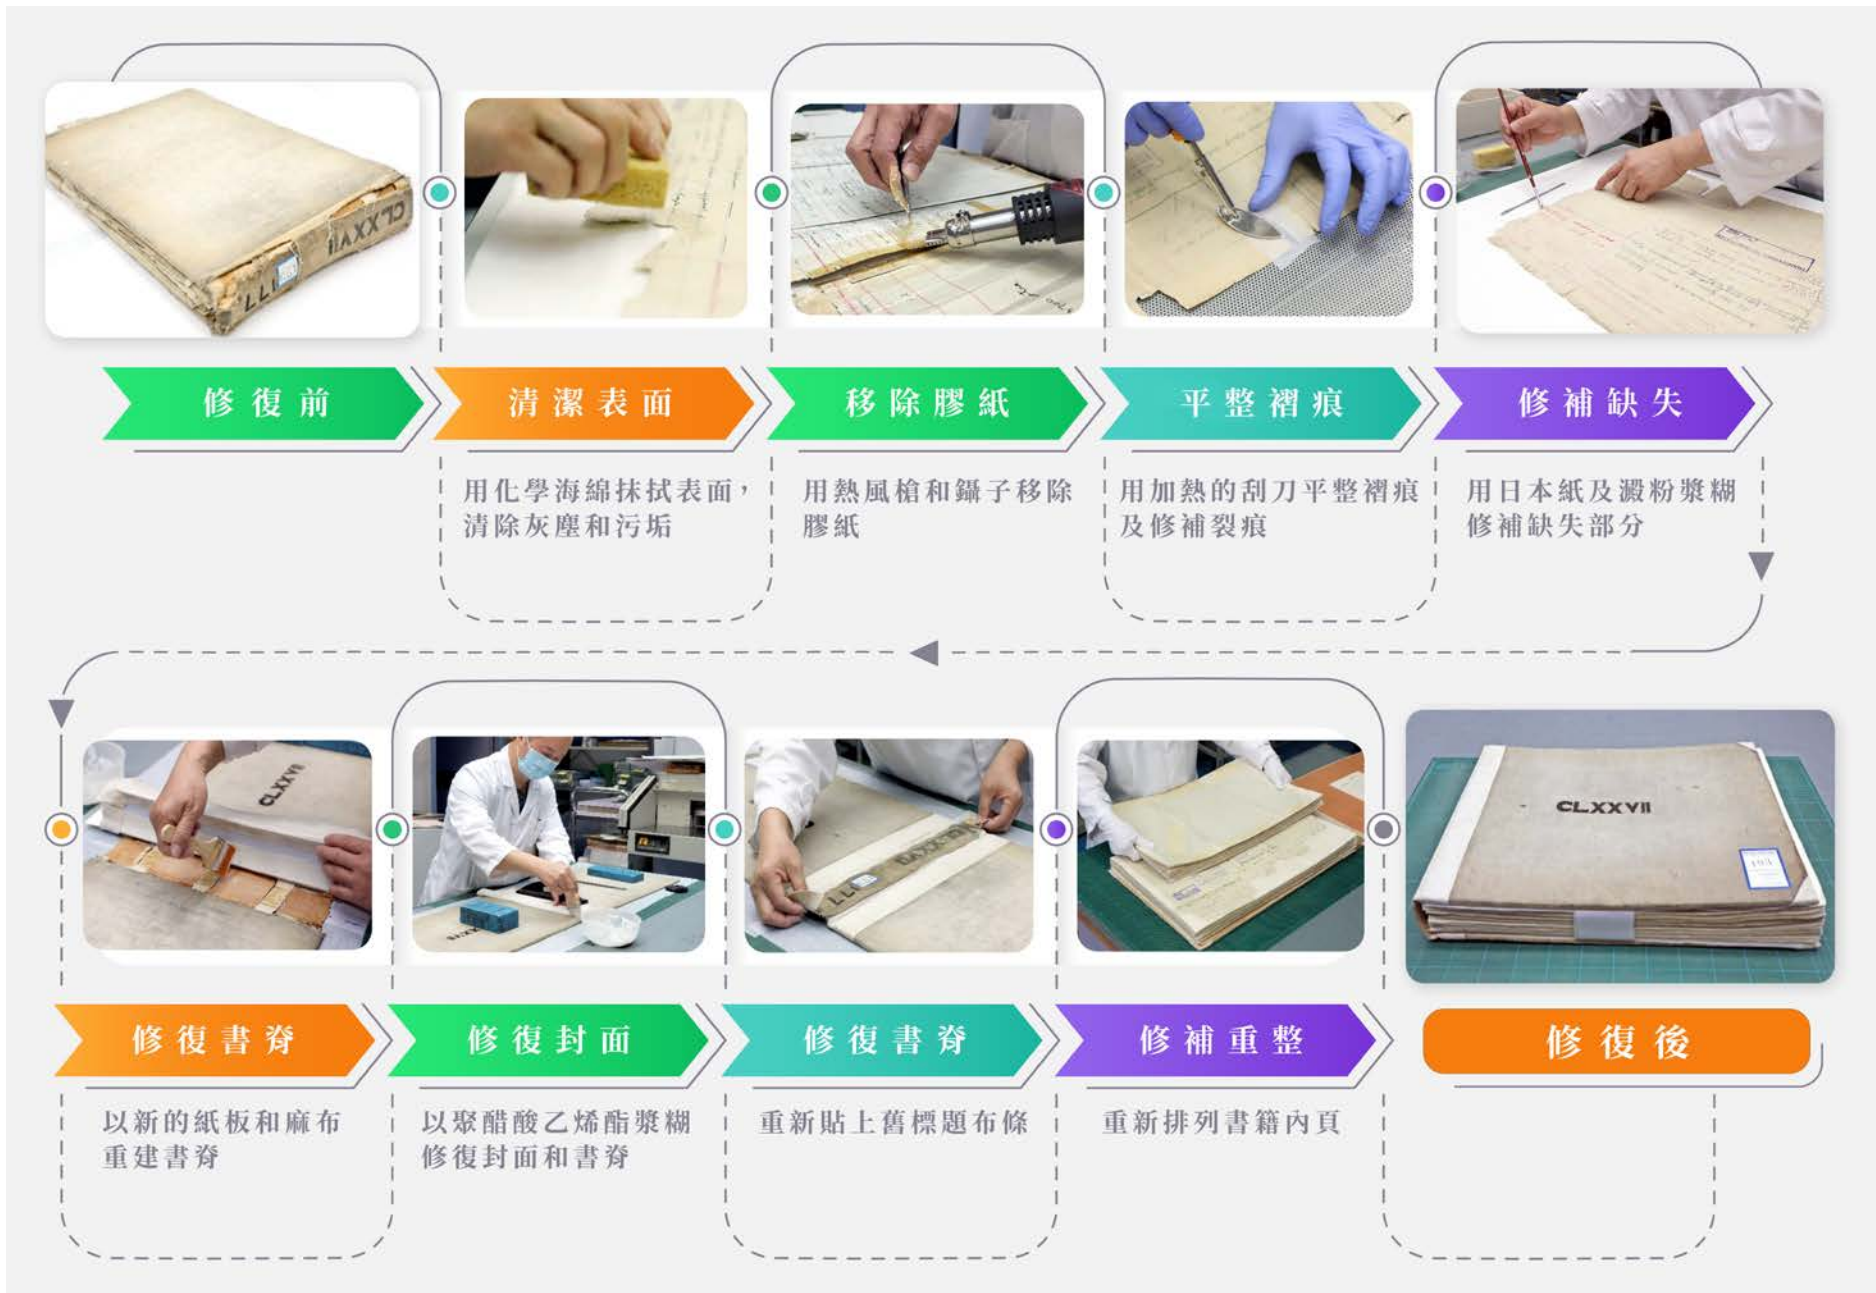 CLXXVII
修復前
清潔表面
移除膠紙
平整褶痕
修補缺失
用化學海綿抹拭表面，
清除灰塵和污垢
用熱風槍和鑷子移除
膠紙
用加熱的刮刀平整褶痕
及修補裂痕
用日本紙及澱粉漿糊
修補缺失部分
CLXXVII
CLXXVII
193
修復書脊
修復封面
修復書脊
修補重整
修復後
以新的紙板和麻布
重建書脊
以聚醋酸乙烯酯漿糊
修復封面和書脊
重新貼上舊標題布條
重新排列書籍內頁